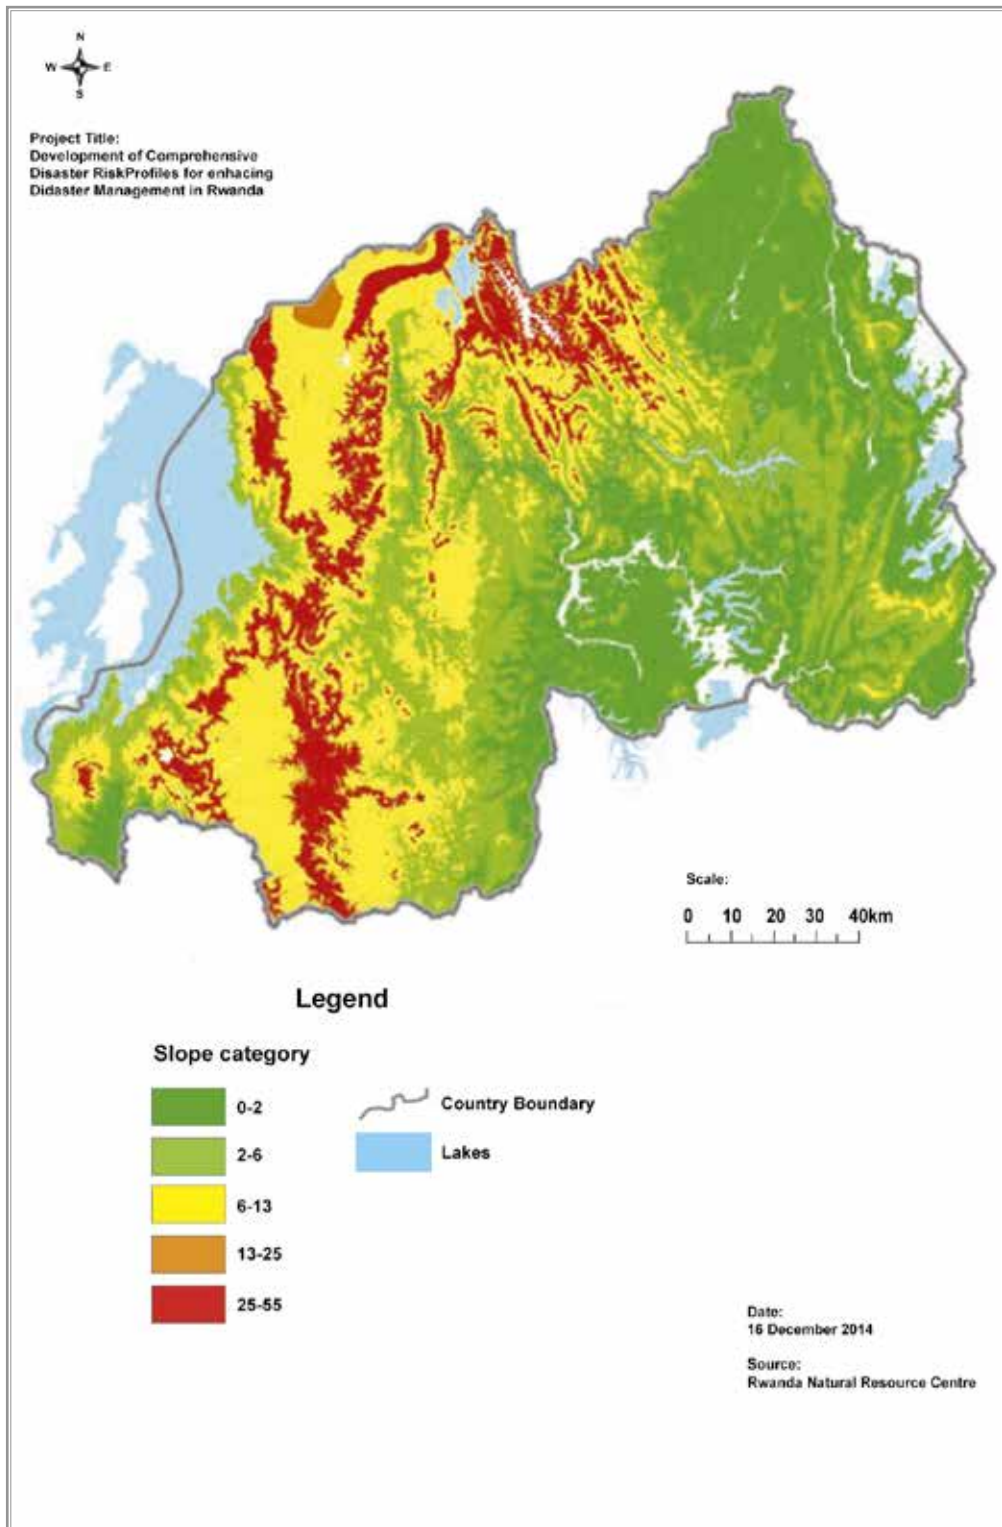 N
W E
S
Project Title:
Development of Comprehensive
Disaster RiskProfiles for enhacing
Didaster Management in Rwanda
Scale:
0 10 20 30 40km
Legend
Slope category
0-2
2-6
6-13
13-25
25-55
Country Boundary
Lakes
Date:
16 December 2014
Source:
Rwanda Natural Resource Centre